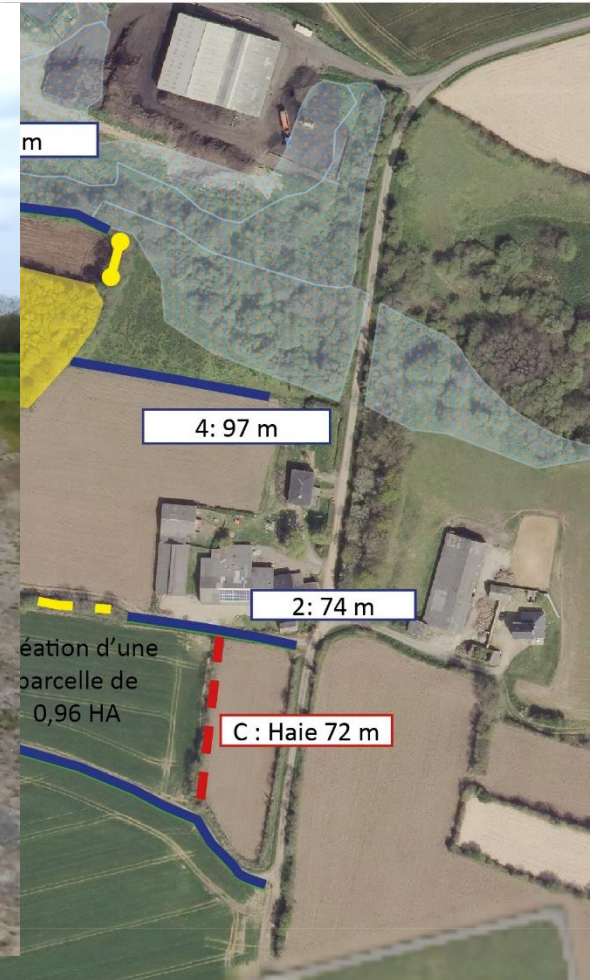 m
4: 97 m
2: 74 m
éation d'une
parcelle de
0,96 HA
C : Haie 72 m